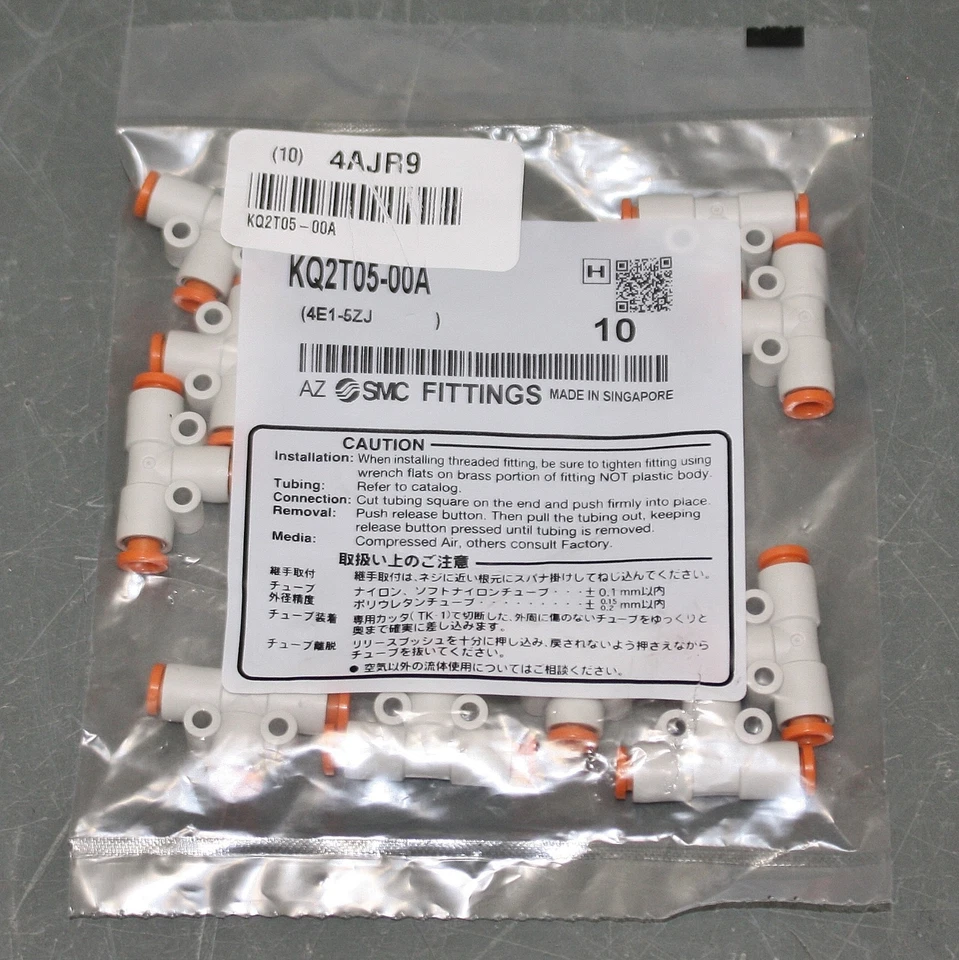 (10) 4AJR9
KQ2T05-00A
KQ2T05-00A
H
(4E1-5ZJ )
10
AZ SMC FITTINGS MADE IN SINGAPORE
CAUTION
Installation: When installing threaded fitting, be sure to tighten fitting using
wrench flats on brass portion of fitting NOT plastic body.
Tubing: Refer to catalog.
Connection: Cut tubing square on the end and push firmly into place.
Removal: Push release button. Then pull the tubing out, keeping
release button pressed until tubing is removed.
Media: Compressed Air, others consult Factory.
取扱い上のご注意
継手取付 継手取付は、ネジに近い根元にスパナ掛けしてねじ込んでください。
チューブ ナイロン、ソフトナイロンチューブ・・・± 0.1 mm以内
外径精度 ポリウレタンチューブ・・・・・・・・・± 0.15 0.2 mm以内
チューブ装着 専用カッタ(TK-1)で切断した、外周に傷のないチューブをゆっくりと
奥まで確実に差し込みます。
チューブ離脱 リリースブッシュを十分に押し込み、戻されないよう押さえながら
チューブを抜いてください。
● 空気以外の流体使用についてはご相談ください。